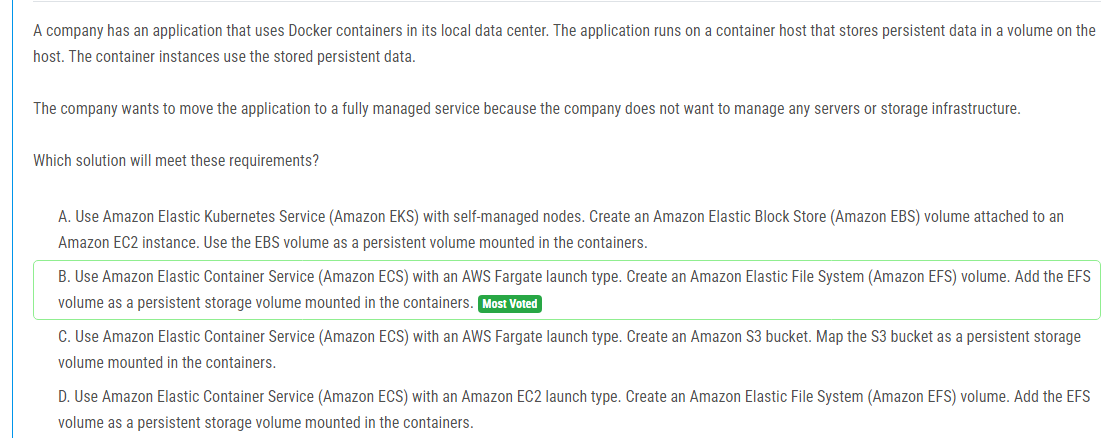 A company has an application that uses Docker containers in its local data center. The application runs on a container host that stores persistent data in a volume on the
host. The container instances use the stored persistent data.
The company wants to move the application to a fully managed service because the company does not want to manage any servers or storage infrastructure.
Which solution will meet these requirements?
A. Use Amazon Elastic Kubernetes Service (Amazon EKS) with self-managed nodes. Create an Amazon Elastic Block Store (Amazon EBS) volume attached to an
Amazon EC2 instance. Use the EBS volume as a persistent volume mounted in the containers.
B. Use Amazon Elastic Container Service (Amazon ECS) with an AWS Fargate launch type. Create an Amazon Elastic File System (Amazon EFS) volume. Add the EFS
volume as a persistent storage volume mounted in the containers. Most Voted
C. Use Amazon Elastic Container Service (Amazon ECS) with an AWS Fargate launch type. Create an Amazon S3 bucket. Map the S3 bucket as a persistent storage
volume mounted in the containers.
D. Use Amazon Elastic Container Service (Amazon ECS) with an Amazon EC2 launch type. Create an Amazon Elastic File System (Amazon EFS) volume. Add the EFS
volume as a persistent storage volume mounted in the containers.